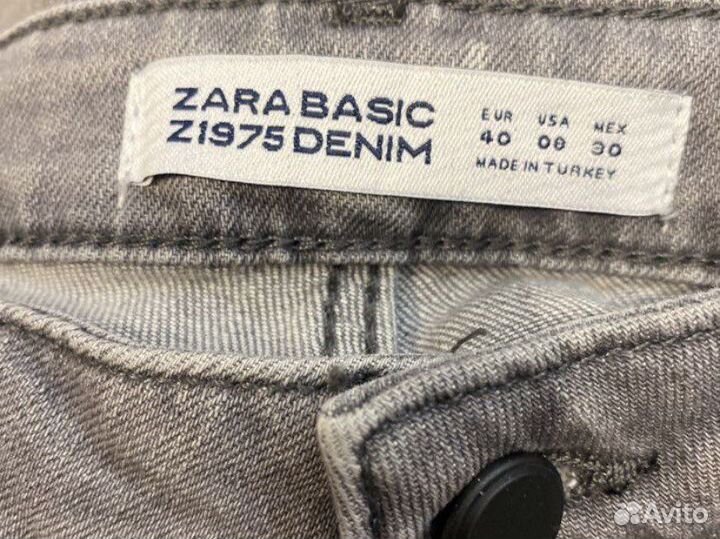 ZARA BASIC
Z1975 DENIM
EUR USA MEX
40 08 30
MADE IN TURKEY
Avito